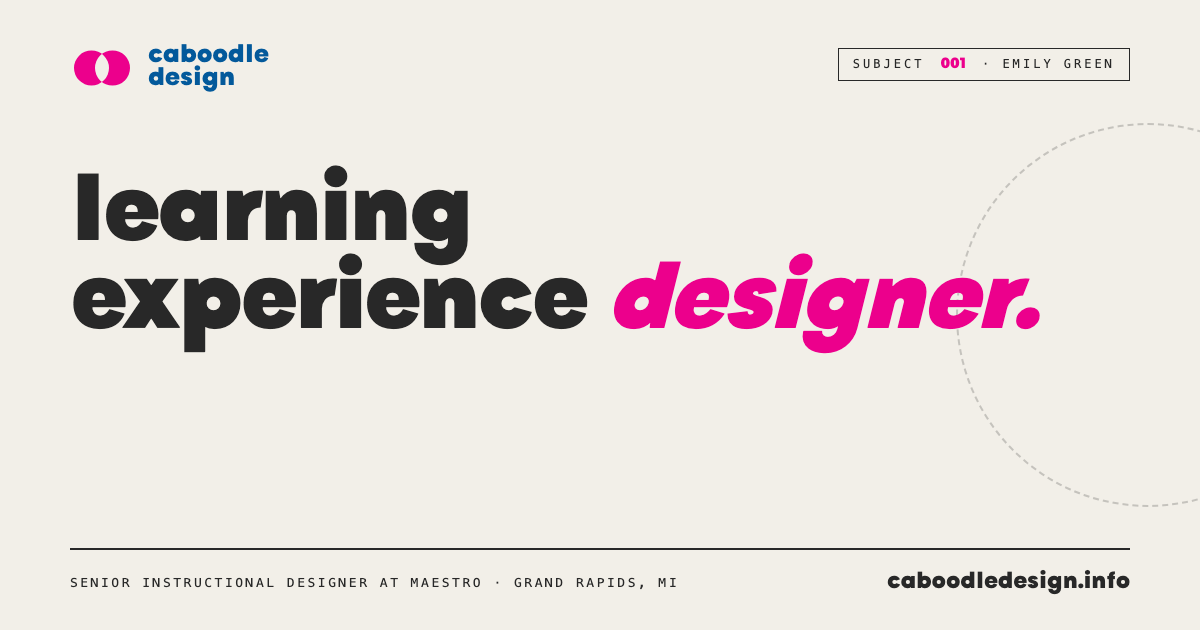 caboodle
design
SUBJECT 001 · EMILY GREEN
learning
experience designer.
SENIOR INSTRUCTIONAL DESIGNER AT MAESTRO · GRAND RAPIDS, MI
caboodledesign.info